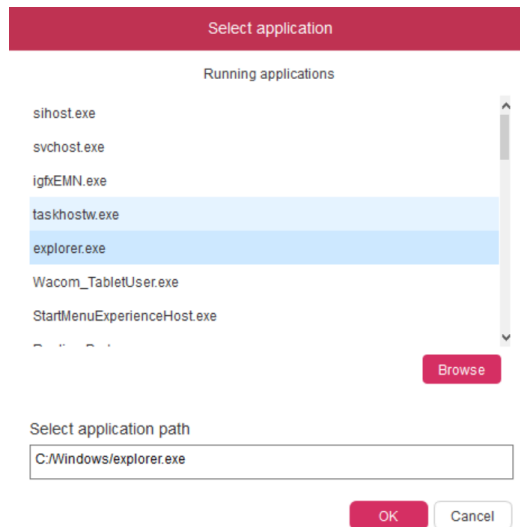 Select application
Running applications
sihost.exe
svchost.exe
igfxEMN.exe
taskhostw.exe
explorer.exe
Wacom_TabletUser.exe
StartMenuExperienceHost.exe
Browse
Select application path
C:/Windows/explorer.exe
OK
Cancel